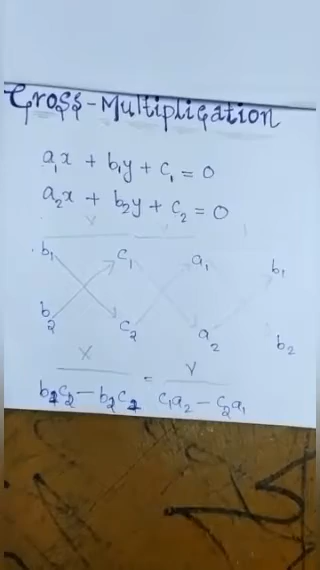 Cross-Multiplication
a₁x + b₁y + c₁ = 0
a₂x + b₂y + c₂ = 0
b₁ c₁ a₁ b₁
b₂ c₂ a₂ b₂
x = y
b₁c₂ - b₂c₁ c₁a₂ - c₂a₁